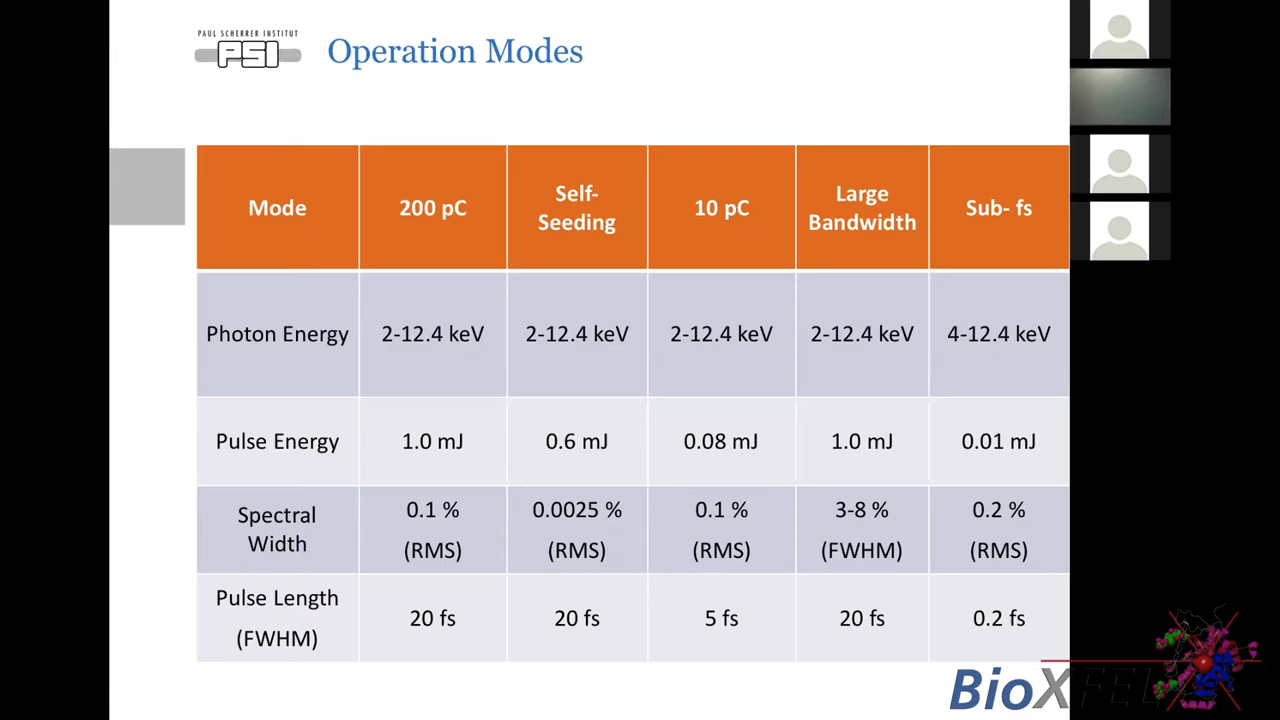 PAUL SCHERRER INSTITUT
PSI
Operation Modes
Mode 200 pC Self-Seeding 10 pC Large Bandwidth Sub- fs
Photon Energy 2-12.4 keV 2-12.4 keV 2-12.4 keV 2-12.4 keV 4-12.4 keV
Pulse Energy 1.0 mJ 0.6 mJ 0.08 mJ 1.0 mJ 0.01 mJ
Spectral Width 0.1 % (RMS) 0.0025 % (RMS) 0.1 % (RMS) 3-8 % (FWHM) 0.2 % (RMS)
Pulse Length (FWHM) 20 fs 20 fs 5 fs 20 fs 0.2 fs
BioXFEL